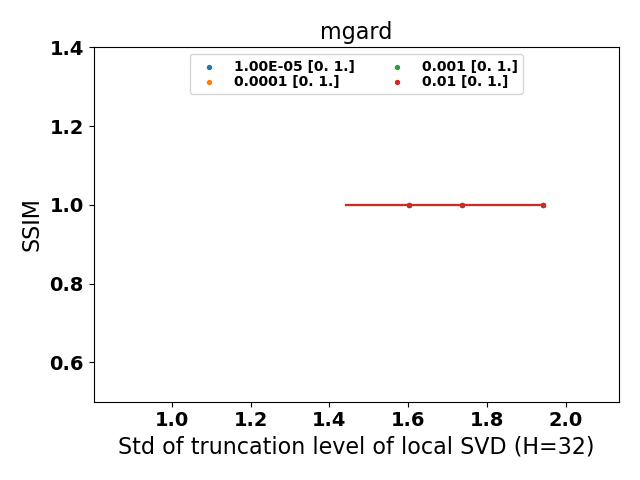 mgard
1.4
1.00E-05 [0. 1.] 0.001 [0. 1.]
0.0001 [0. 1.] 0.01 [0. 1.]
1.2
1.0
0.8
0.6
SSIM
1.0 1.2 1.4 1.6 1.8 2.0
Std of truncation level of local SVD (H=32)